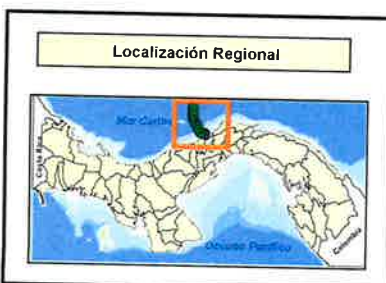 Localización Regional
Mar Caribe
Costa Rica
Océano Pacífico
Colombia